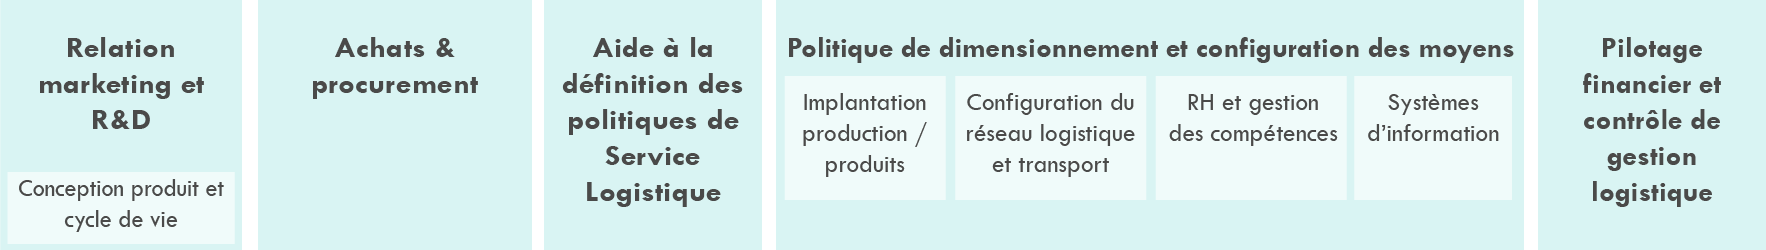 Relation
marketing et
R&D
Conception produit et
cycle de vie
Achats &
procurement
Aide à la
définition des
politiques de
Service
Logistique
Politique de dimensionnement et configuration des moyens
Implantation
production /
produits
Configuration du
réseau logistique
et transport
RH et gestion
des compétences
Systèmes
d’information
Pilotage
financier et
contrôle de
gestion
logistique